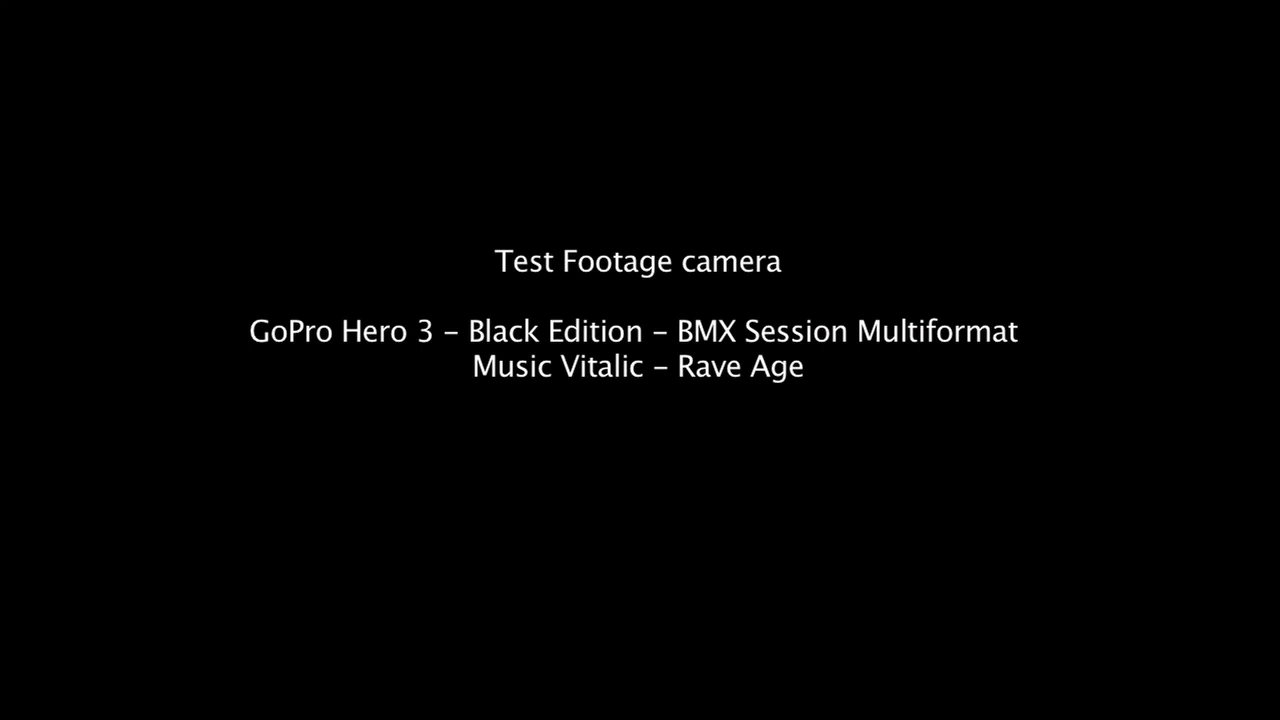 Test Footage camera
GoPro Hero 3 – Black Edition – BMX Session Multiformat
Music Vitalic – Rave Age